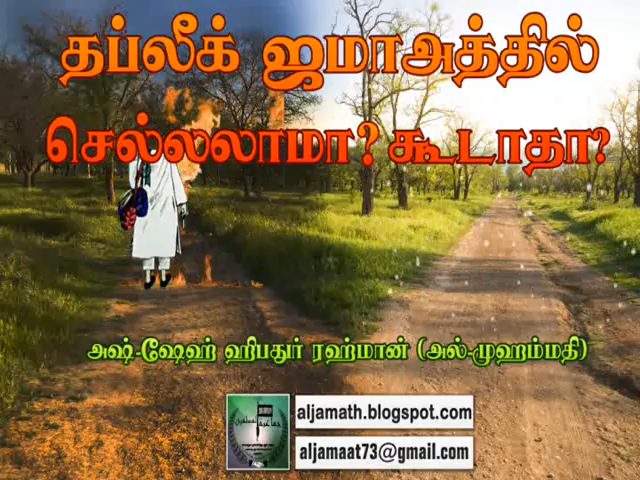 தப்லீக் ஜமாஅத்தில்
செல்லலாமா? கூடாதா?
அஷ்-ஷேஹ் ஹிபதுர் ரஹ்மான் (அல்-முஹம்மதி)
aljamath.blogspot.com
aljamaat73@gmail.com